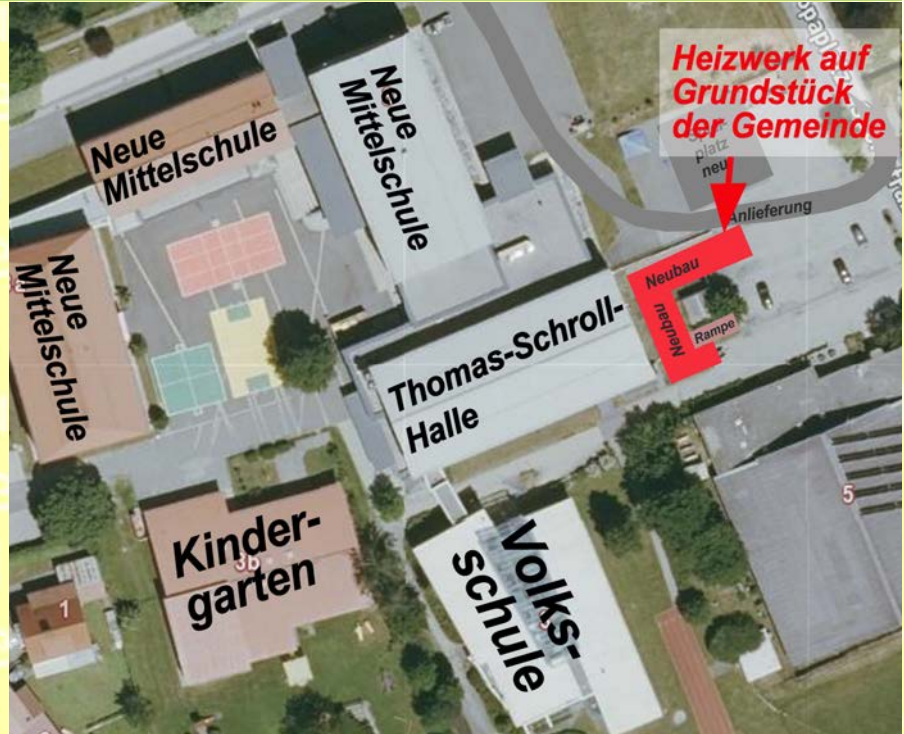 Heizwerk auf
Grundstück
der Gemeinde
platz
neu
Anlieferung
Neubau
Neubau
Rampe
Neue
Mittelschule
Neue
Mittelschule
Neue
Mittelschule
Thomas-Schroll-
Halle
Kinder-
garten
3b
Volks-
schule
1
5